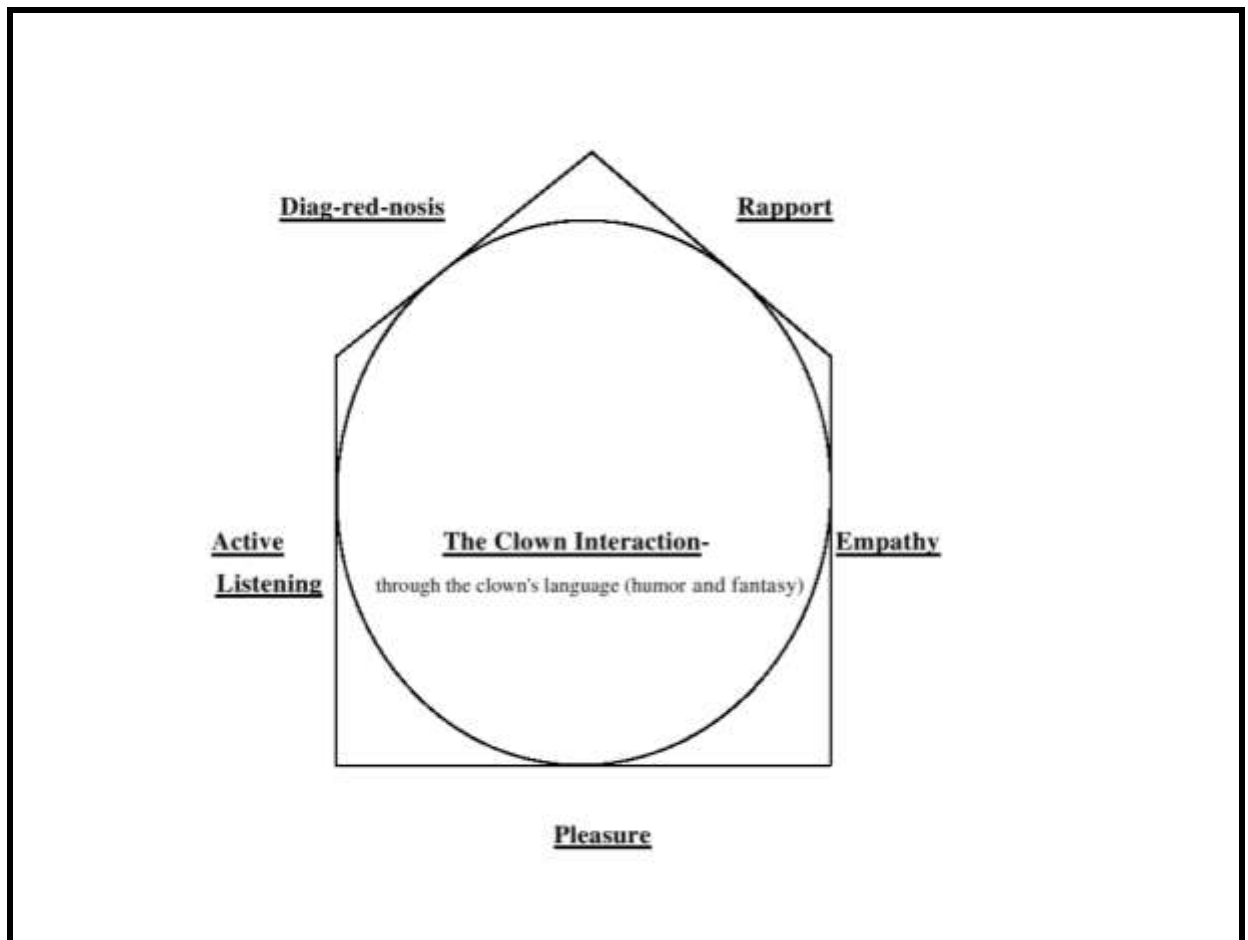 Diag-red-nosis
Rapport
Active
Listening
The Clown Interaction-
through the clown's language (humor and fantasy)
Empathy
Pleasure